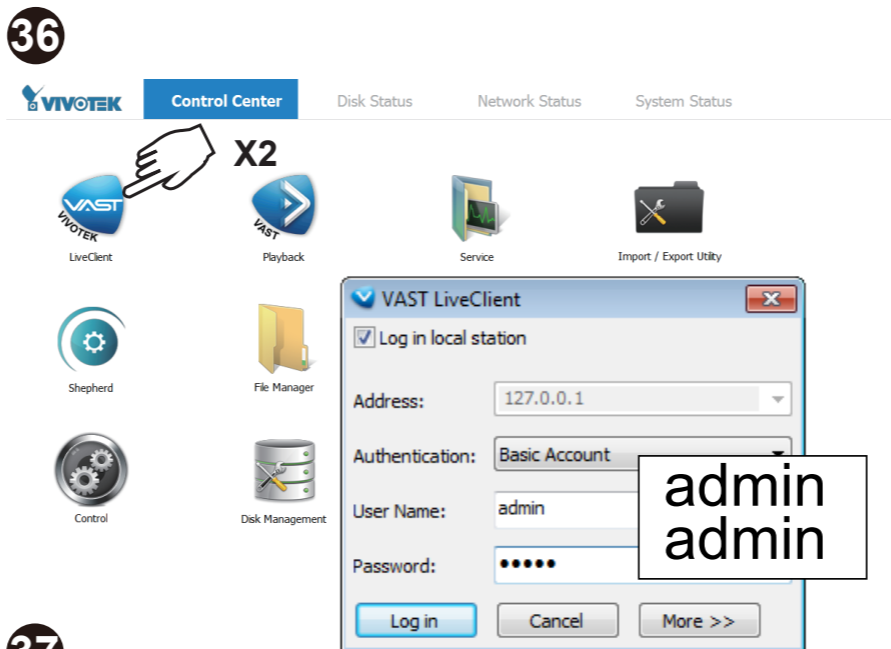 36
VIVOTEK
Control Center
Disk Status
Network Status
System Status
X2
VAST
VIVOTEK
VAST
LiveClient
Playback
Service
Import / Export Utility
VAST LiveClient
Log in local station
Shepherd
File Manager
Address:
127.0.0.1
Authentication:
Basic Account
admin
admin
Control
Disk Management
User Name:
admin
Password:
•••••
Log in
Cancel
More >>
37